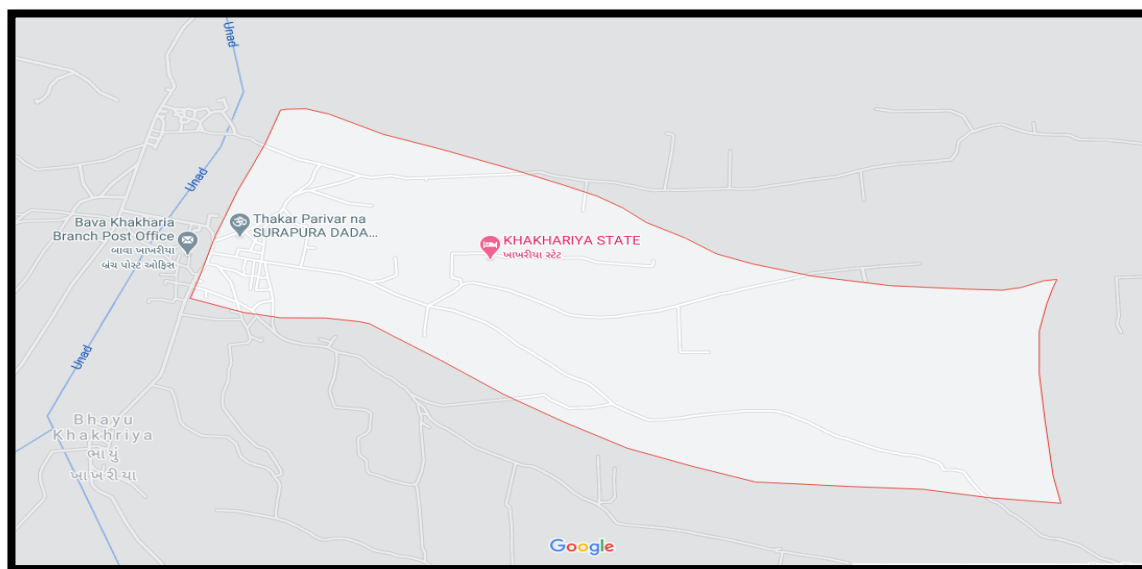 Unad
Unad
Bava Khakharia
Branch Post Office
બાવા ખાખરીયા
બ્રંચ પોસ્ટ ઓફિસ
Thakar Parivar na
SURAPURA DADA...
KHAKHARIYA STATE
ખાખરીયા સ્ટેટ
Unad
Bhayu
Khakhriya
ભાયું
ખાખરીયા
Google